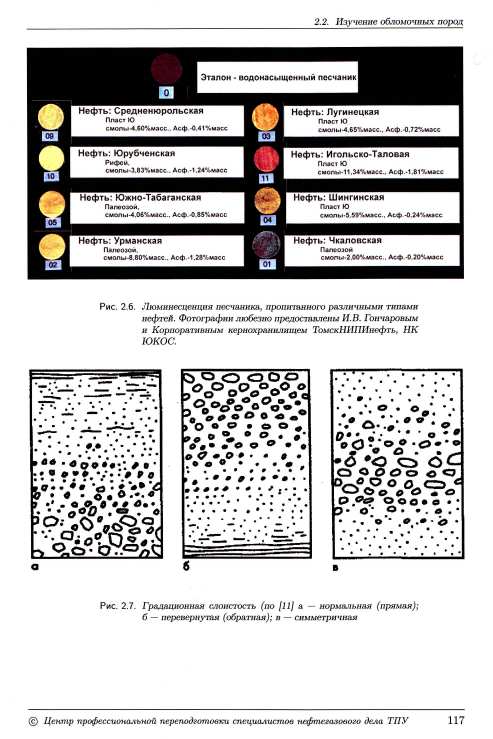 2.2. Изучение обломочных пород
Эталон - водонасыщенный песчаник
0
Нефть: Средненюрольская
Пласт Ю
смолы-4,60%масс., Асф.-0,41%масс
09
Нефть: Лугинецкая
Пласт Ю
смолы-4,65%масс., Асф.-0,72%масс
03
Нефть: Юрубченская
Рифей,
смолы-3,83%масс., Асф.-1,24%масс
10
Нефть: Игольско-Таловая
Пласт Ю
смолы-11,34%масс., Асф.-1,81%масс
11
Нефть: Южно-Табаганская
Палеозой,
смолы-4,06%масс., Асф.-0,85%масс
05
Нефть: Шингинская
Пласт Ю
смолы-5.59%масс., Асф.-0.24%масс
04
Нефть: Урманская
Палеозой,
смолы-8,80%масс., Асф.-1,28%масс
02
Нефть: Чкаловская
Палеозой
смолы-2,00%масс., Асф.-0.20%масс
01
Рис. 2.6. Люминесценция песчаника, пропитанного различными типами
нефтей. Фотографии любезно предоставлены И.В. Гончаровым
и Корпоративным кернохранилищем ТомскНИПИнефть, НК
ЮКОС.
а
б
в
Рис. 2.7. Градационная слоистость (по [11] а — нормальная (прямая);
б — перевернутая (обратная); в — симметричная
© Центр профессиональной переподготовки специалистов нефтегазового дела ТПУ 117